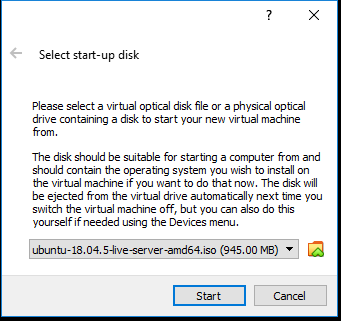 ?
Select start-up disk
Please select a virtual optical disk file or a physical optical
drive containing a disk to start your new virtual machine
from.
The disk should be suitable for starting a computer from and
should contain the operating system you wish to install on
the virtual machine if you want to do that now. The disk will
be ejected from the virtual drive automatically next time you
switch the virtual machine off, but you can also do this
yourself if needed using the Devices menu.
ubuntu-18.04.5-live-server-amd64.iso (945.00 MB)
Start Cancel